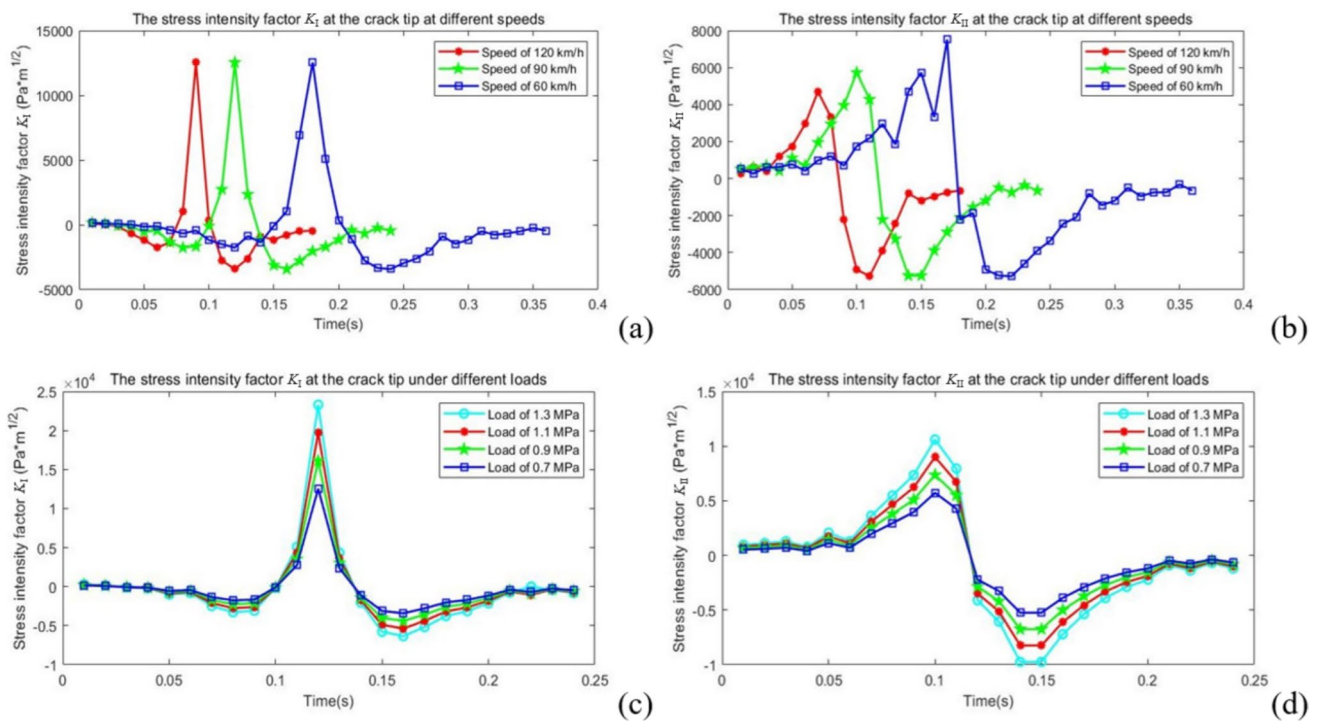 The stress intensity factor K_I at the crack tip at different speeds
15000
10000
5000
0
-5000
Stress intensity factor K_I (Pa*m^1/2)
Speed of 120 km/h
Speed of 90 km/h
Speed of 60 km/h
0 0.05 0.1 0.15 0.2 0.25 0.3 0.35 0.4
Time(s)
(a)
The stress intensity factor K_II at the crack tip at different speeds
8000
6000
4000
2000
0
-2000
-4000
-6000
Stress intensity factor K_II (Pa*m^1/2)
Speed of 120 km/h
Speed of 90 km/h
Speed of 60 km/h
0 0.05 0.1 0.15 0.2 0.25 0.3 0.35 0.4
Time(s)
(b)
The stress intensity factor K_I at the crack tip under different loads
×10^4
2.5
2
1.5
1
0.5
0
-0.5
-1
Stress intensity factor K_I (Pa*m^1/2)
Load of 1.3 MPa
Load of 1.1 MPa
Load of 0.9 MPa
Load of 0.7 MPa
0 0.05 0.1 0.15 0.2 0.25
Time(s)
(c)
The stress intensity factor K_II at the crack tip under different loads
×10^4
1.5
1
0.5
0
-0.5
-1
Stress intensity factor K_II (Pa*m^1/2)
Load of 1.3 MPa
Load of 1.1 MPa
Load of 0.9 MPa
Load of 0.7 MPa
0 0.05 0.1 0.15 0.2 0.25
Time(s)
(d)